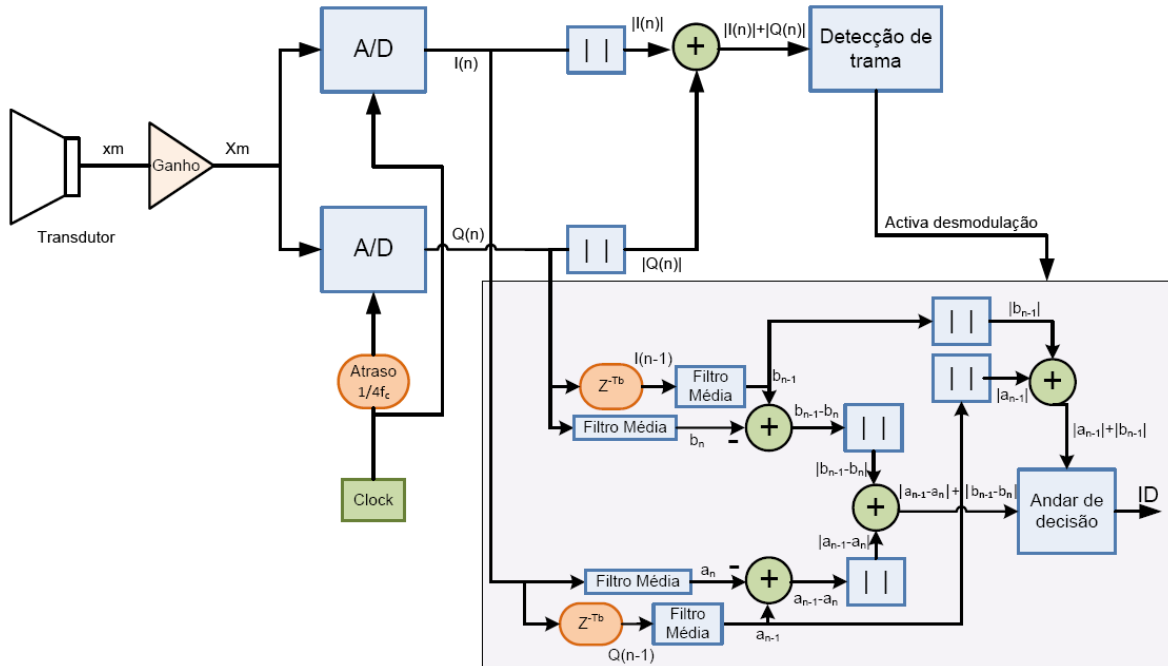 A/D
I(n)
| |
|I(n)|
+
|I(n)|+|Q(n)|
Detecção de
trama
xm
Ganho
Xm
Transdutor
A/D
Q(n)
| |
|Q(n)|
Activa desmodulação
Atraso
1/4fc
Clock
Z-Tb
I(n-1)
Filtro
Média
bn-1
| |
|bn-1|
| |
|an-1|
+
Filtro Média
bn
-
+
bn-1-bn
| |
|an-1|+|bn-1|
|bn-1-bn|
+
|an-1-an|+||bn-1-bn|
Andar de
decisão
ID
|an-1-an|
Filtro Média
an
-
+
an-1-an
| |
Z-Tb
Q(n-1)
Filtro
Média
an-1